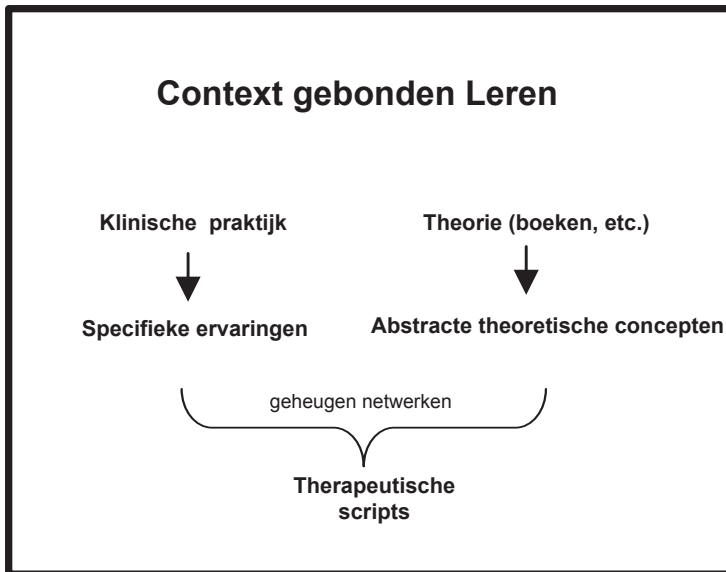 Context gebonden Leren
Klinische praktijk
Theorie (boeken, etc.)
Specifieke ervaringen
Abstracte theoretische concepten
geheugen netwerken
Therapeutische
scripts